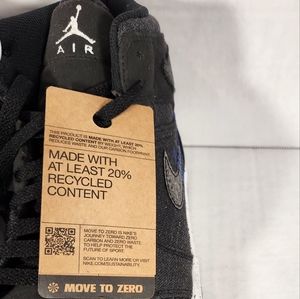 AIR
THIS PRODUCT IS MADE WITH AT LEAST 20%
RECYCLED CONTENT BY WEIGHT, WHICH
REDUCES WASTE AND OUR CARBON FOOTPRINT.
MADE WITH
AT LEAST 20%
RECYCLED
CONTENT
MOVE TO ZERO IS NIKE'S
JOURNEY TOWARD ZERO
CARBON AND ZERO WASTE
TO HELP PROTECT THE
FUTURE OF SPORT.
SCAN TO LEARN MORE OR VISIT
NIKE.COM/SUSTAINABILITY.
MOVE TO ZERO